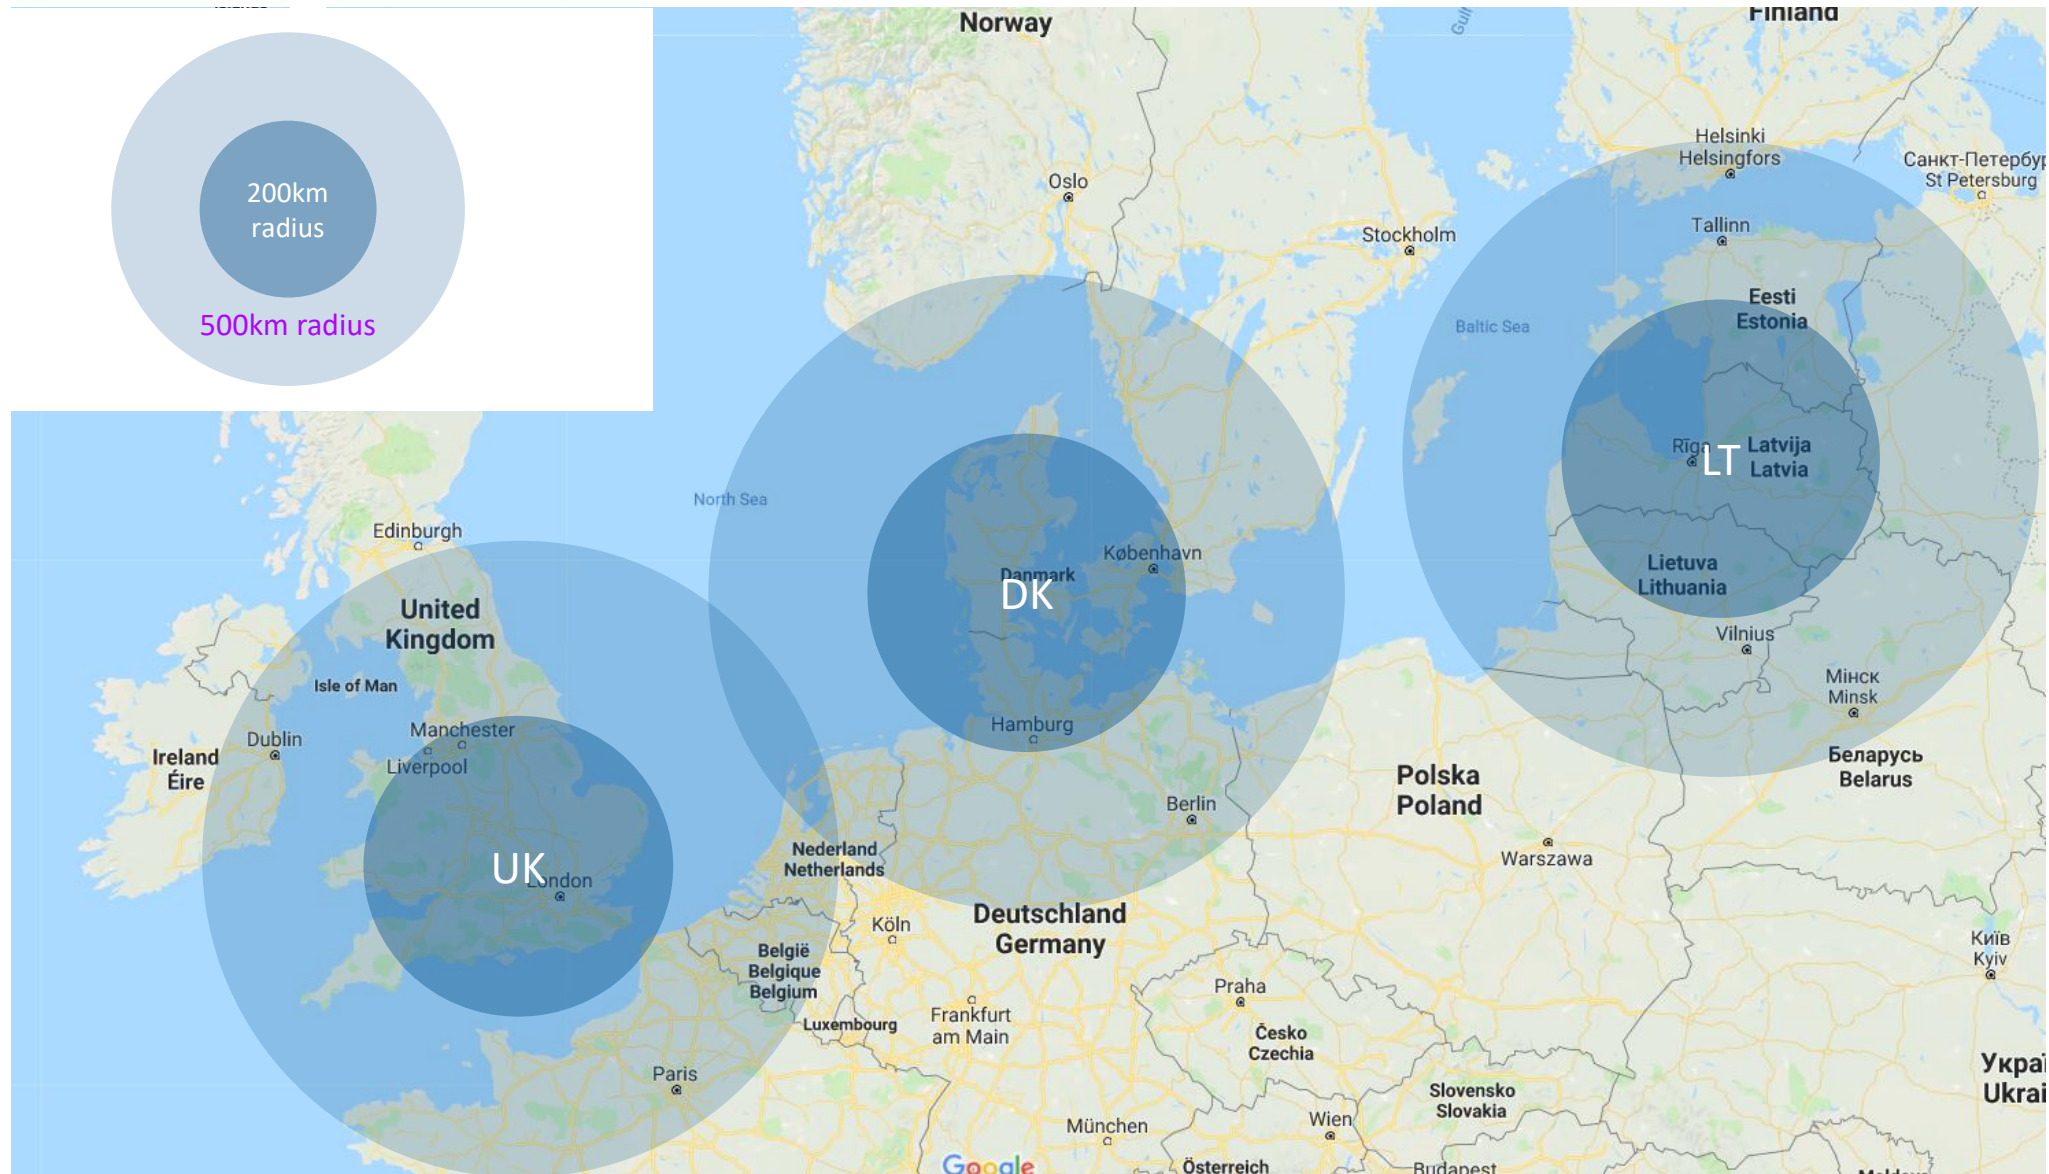 Norway
Finland
200km
radius
500km radius
Helsinki
Helsingfors
Санкт-Петербур
St Petersburg
Oslo
Stockholm
Tallinn
Eesti
Estonia
Baltic Sea
Rīga
Latvija
Latvia
LT
North Sea
Edinburgh
København
Danmark
DK
Lietuva
Lithuania
United
Kingdom
Vilnius
Isle of Man
Мінск
Minsk
Manchester
Hamburg
Dublin
Liverpool
Ireland
Éire
Беларусь
Belarus
Polska
Poland
Berlin
Nederland
Netherlands
Warszawa
UK
London
Deutschland
Germany
Köln
België
Belgique
Belgium
Київ
Kyiv
Praha
Frankfurt
am Main
Luxembourg
Česko
Czechia
Paris
Украї
Ukrai
Slovensko
Slovakia
München
Wien
Google
Österreich
Budapest